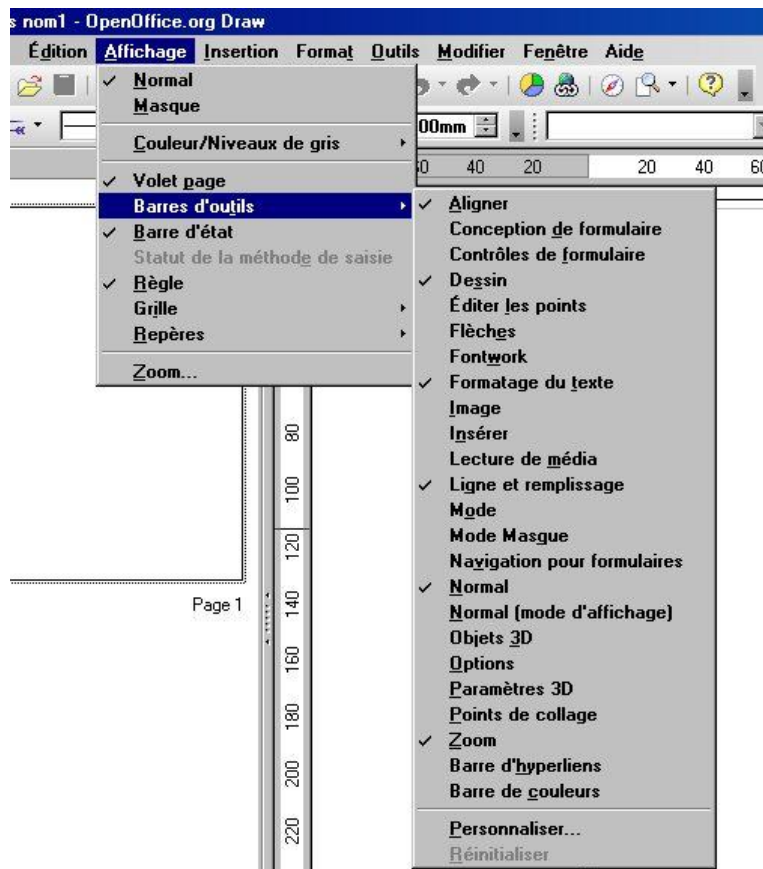 s nom1 - OpenOffice.org Draw
Édition Affichage Insertion Format Outils Modifier Fenêtre Aide
Normal
Masque
Couleur/Niveaux de gris
00mm
40 20 20 40 60
Volet page
Barres d'outils
Barre d'état
Statut de la méthode de saisie
Règle
Grille
Repères
Zoom...
Aligner
Conception de formulaire
Contrôles de formulaire
Dessin
Éditer les points
Flèches
Fontwork
Formatage du texte
Image
Insérer
Lecture de média
Ligne et remplissage
Mode
Mode Masque
Navigation pour formulaires
Normal
Normal (mode d'affichage)
Objets 3D
Options
Paramètres 3D
Points de collage
Zoom
Barre d'hyperliens
Barre de couleurs
Personnaliser...
Réinitialiser
80
100
120
140
160
180
200
220
Page 1